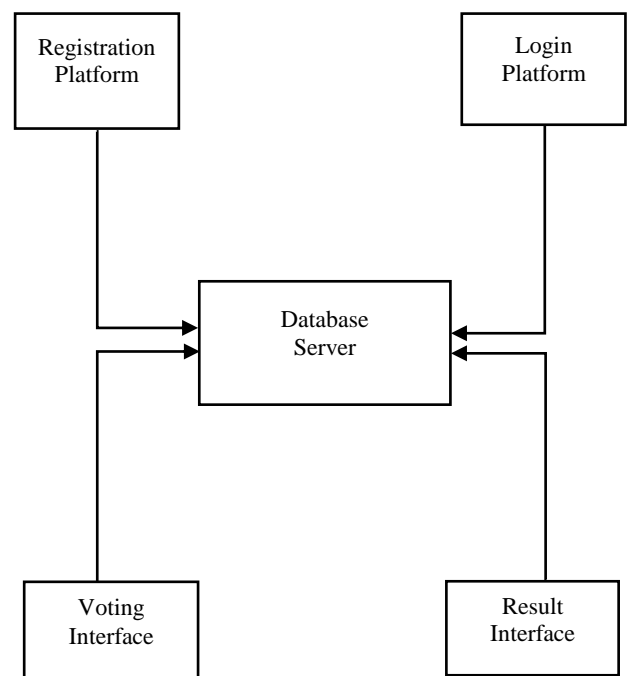 Registration
Platform
Login
Platform
Database
Server
Voting
Interface
Result
Interface